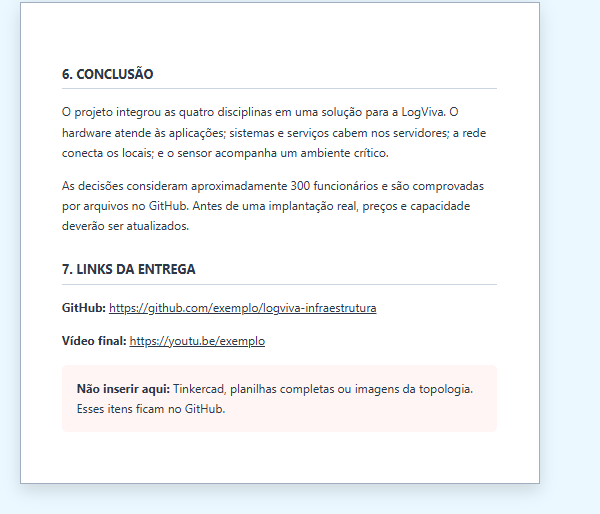 6. CONCLUSÃO
O projeto integrou as quatro disciplinas em uma solução para a LogViva. O
hardware atende às aplicações; sistemas e serviços cabem nos servidores; a rede
conecta os locais; e o sensor acompanha um ambiente crítico.
As decisões consideram aproximadamente 300 funcionários e são comprovadas
por arquivos no GitHub. Antes de uma implantação real, preços e capacidade
deverão ser atualizados.
7. LINKS DA ENTREGA
GitHub: https://github.com/exemplo/logviva-infraestrutura
Vídeo final: https://youtu.be/exemplo
Não inserir aqui: Tinkercad, planilhas completas ou imagens da topologia.
Esses itens ficam no GitHub.